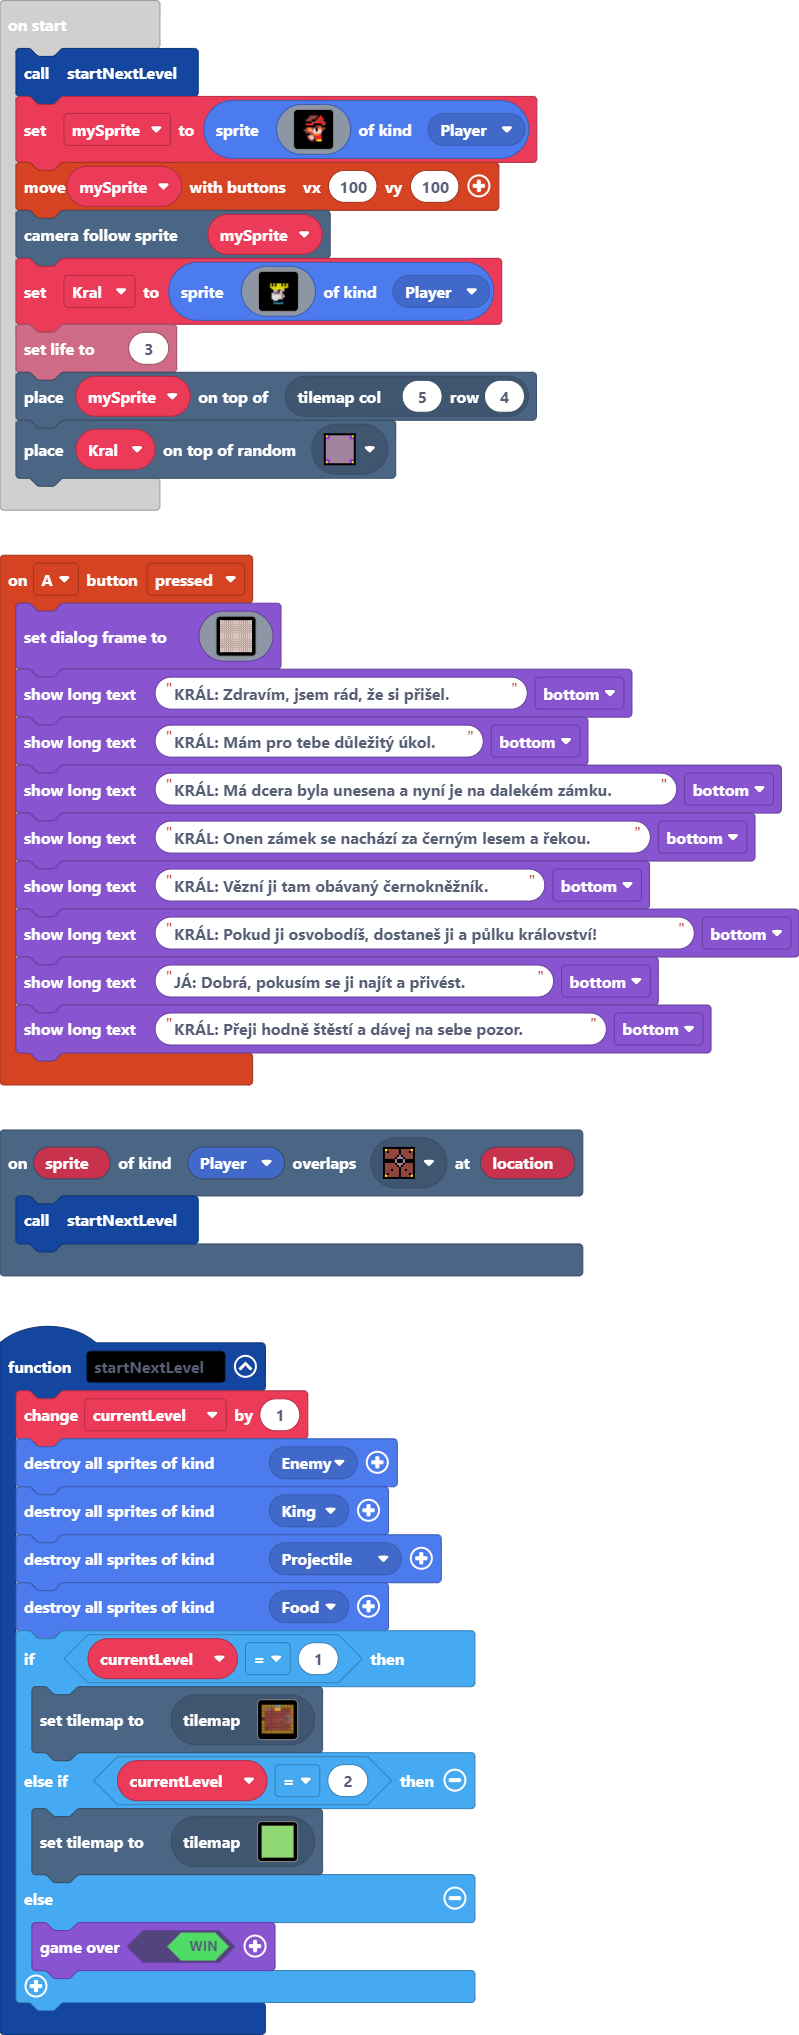 on start
call startNextLevel
set mySprite to sprite of kind Player
move mySprite with buttons vx 100 vy 100
camera follow sprite mySprite
set Kral to sprite of kind Player
set life to 3
place mySprite on top of tilemap col 5 row 4
place Kral on top of random
on A button pressed
set dialog frame to
show long text "KRÁL: Zdravím, jsem rád, že si přišel." bottom
show long text "KRÁL: Mám pro tebe důležitý úkol." bottom
show long text "KRÁL: Má dcera byla unesena a nyní je na dalekém zámku." bottom
show long text "KRÁL: Onen zámek se nachází za černým lesem a řekou." bottom
show long text "KRÁL: Vězní ji tam obávaný černokněžník." bottom
show long text "KRÁL: Pokud ji osvobodíš, dostaneš ji a půlku království!" bottom
show long text "JÁ: Dobrá, pokusím se ji najít a přivést." bottom
show long text "KRÁL: Přeji hodně štěstí a dávej na sebe pozor." bottom
on sprite of kind Player overlaps at location
call startNextLevel
function startNextLevel
change currentLevel by 1
destroy all sprites of kind Enemy
destroy all sprites of kind King
destroy all sprites of kind Projectile
destroy all sprites of kind Food
if currentLevel = 1 then
set tilemap to tilemap
else if currentLevel = 2 then
set tilemap to tilemap
else
game over WIN